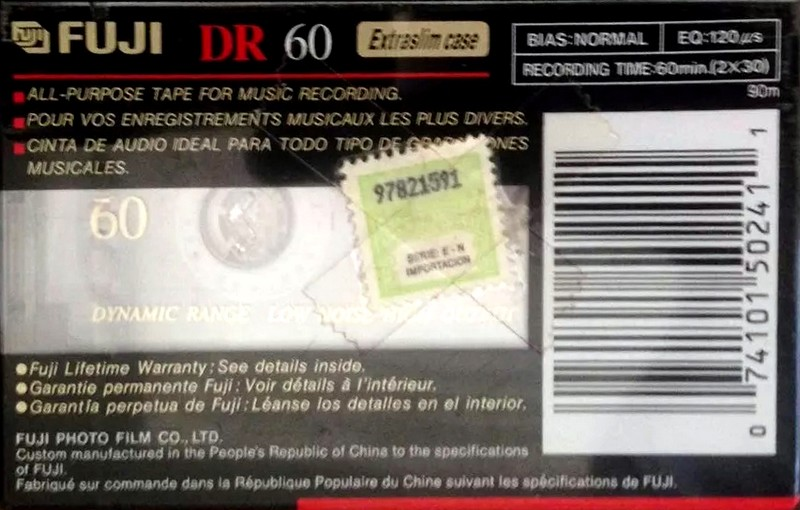 FUJI FUJI DR 60 Extraslim case
BIAS:NORMAL EQ:120µs
RECORDING TIME:60min.(2×30)
90m
ALL-PURPOSE TAPE FOR MUSIC RECORDING.
POUR VOS ENREGISTREMENTS MUSICAUX LES PLUS DIVERS.
CINTA DE AUDIO IDEAL PARA TODO TIPO DE
MUSICALES.
97821591
SERIE: E - N
IMPORTACION
60
DYNAMIC RANGE LOW NOISE
0 74101 50241 1
Fuji Lifetime Warranty: See details inside.
Garantie permanente Fuji: Voir détails à l'intérieur.
Garantía perpetua de Fuji: Léanse los detalles en el interior.
FUJI PHOTO FILM CO., LTD.
Custom manufactured in the People's Republic of China to the specifications
of FUJI.
Fabriqué sur commande dans la République Populaire du Chine suivant les spécifications de FUJI.